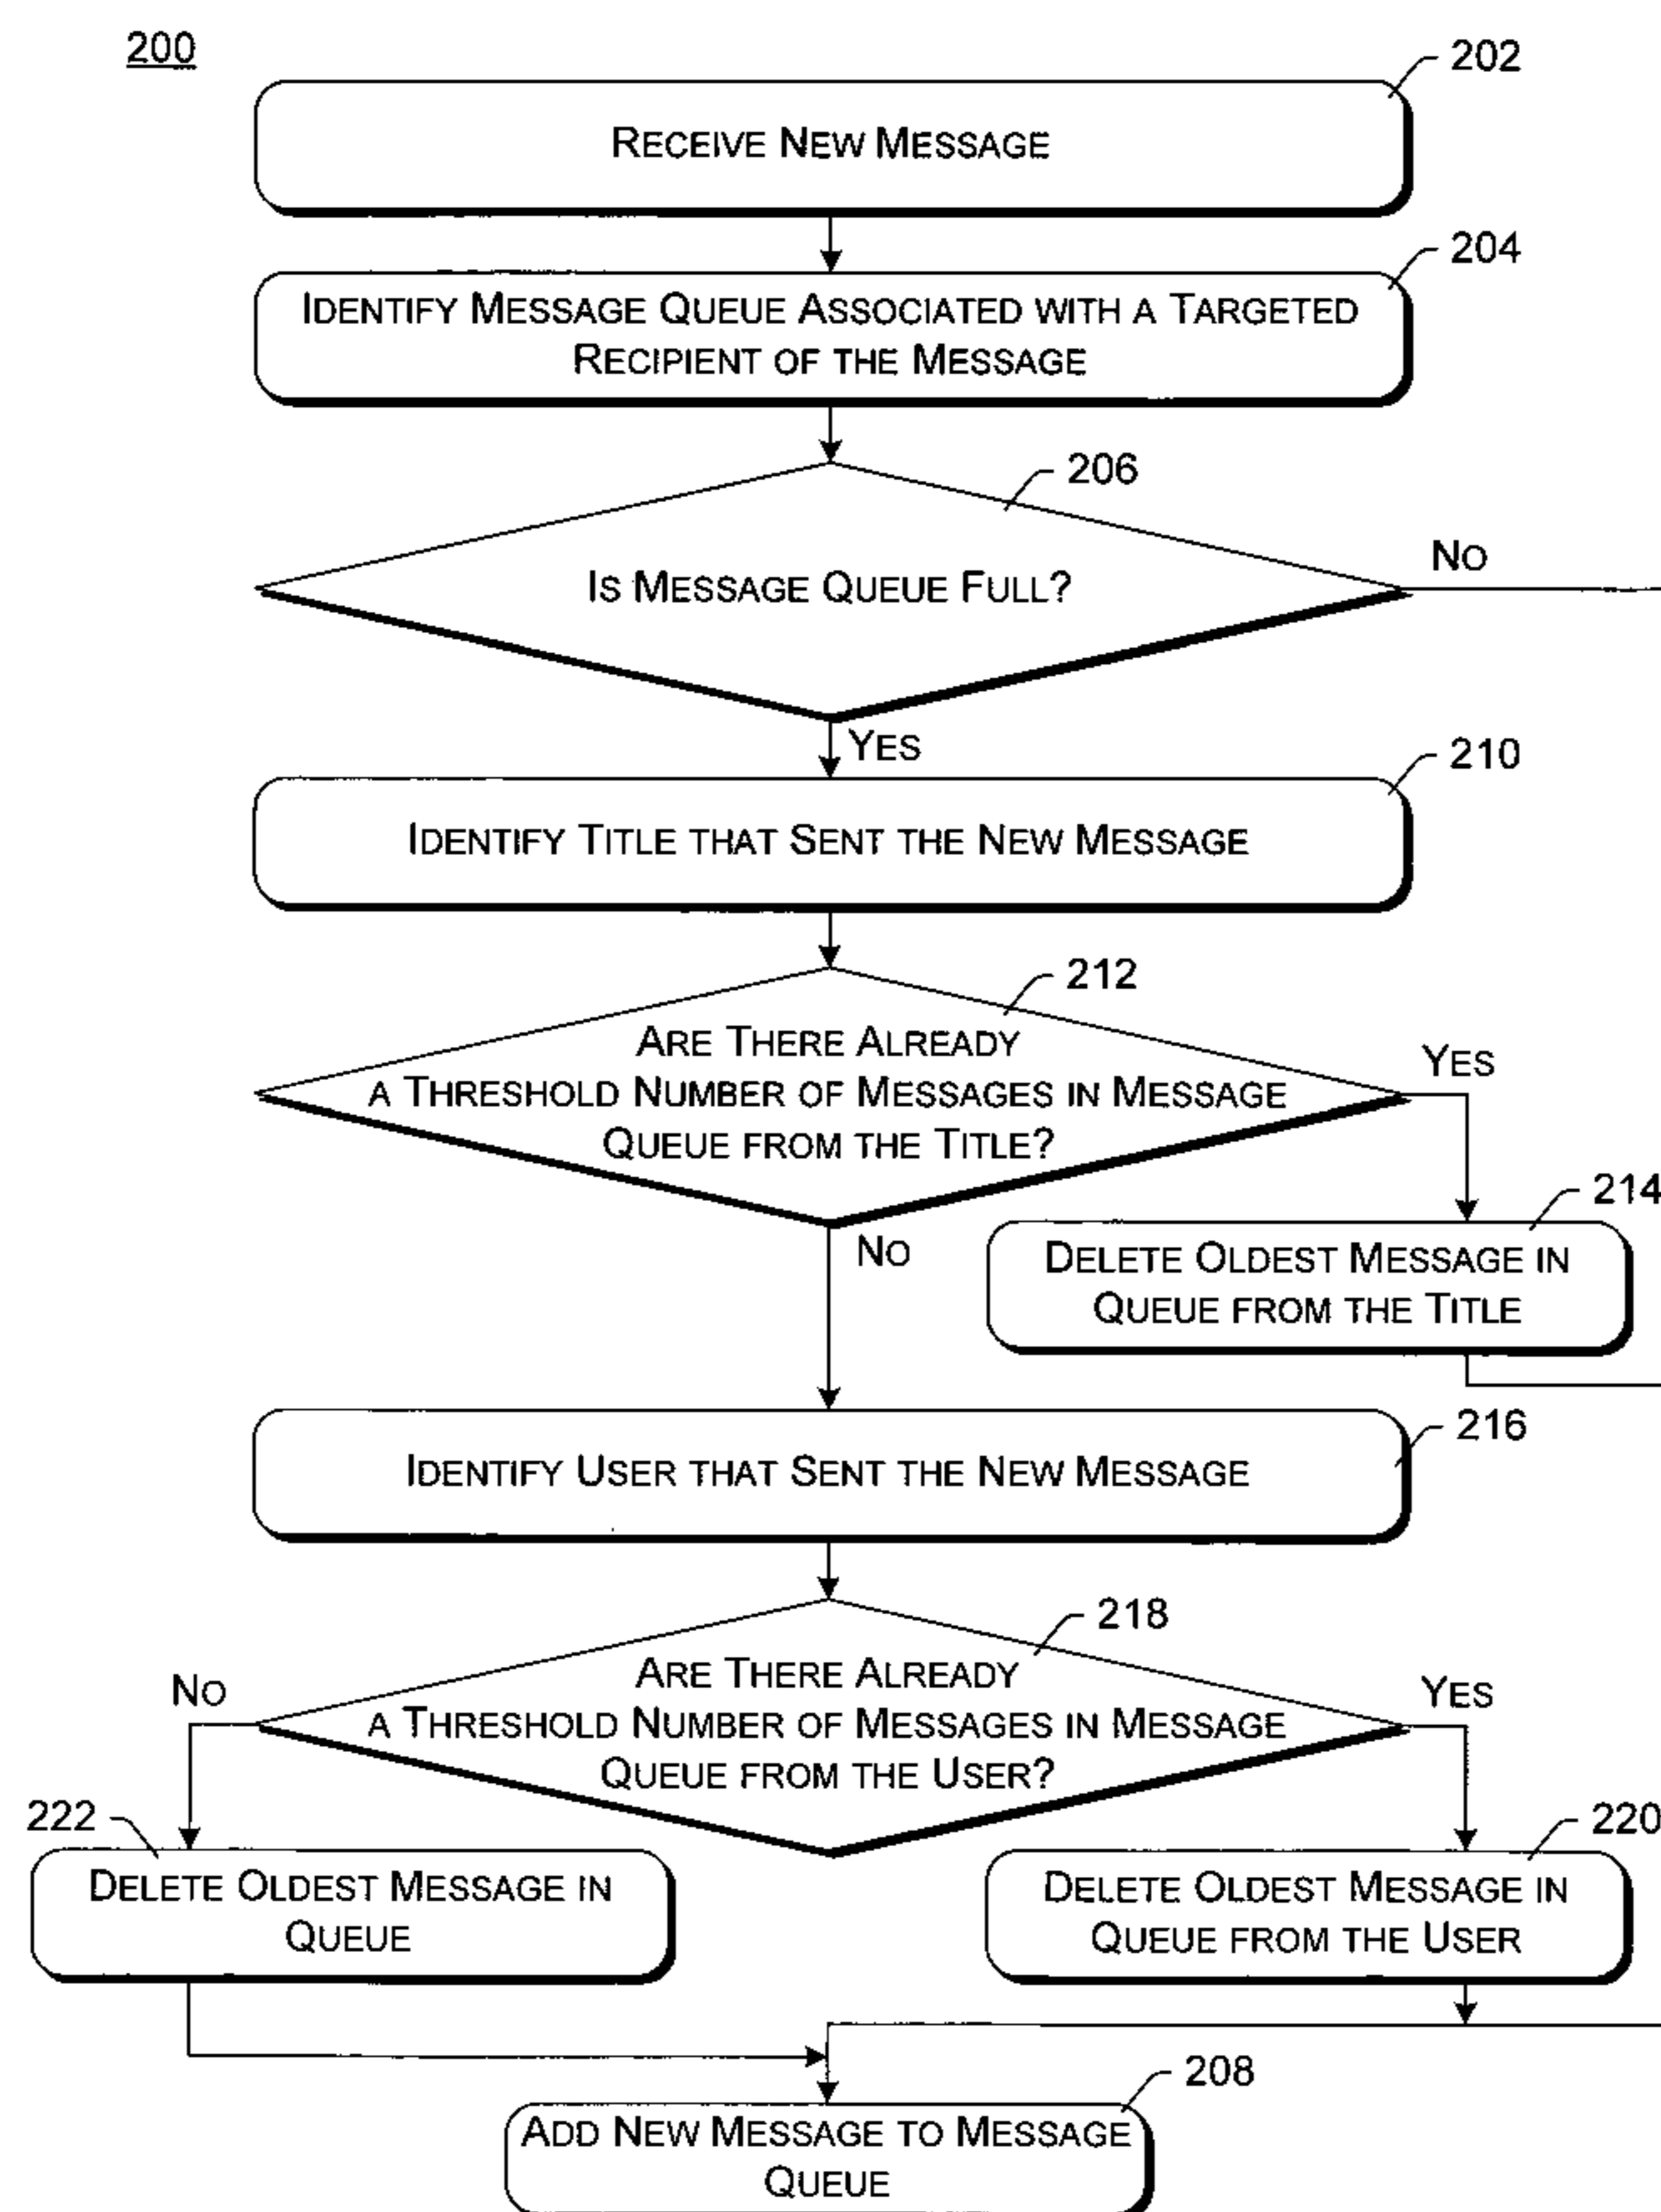 200
202
RECEIVE NEW MESSAGE
204
IDENTIFY MESSAGE QUEUE ASSOCIATED WITH A TARGETED
RECIPIENT OF THE MESSAGE
206
IS MESSAGE QUEUE FULL?
NO
YES
210
IDENTIFY TITLE THAT SENT THE NEW MESSAGE
212
ARE THERE ALREADY
A THRESHOLD NUMBER OF MESSAGES IN MESSAGE
QUEUE FROM THE TITLE?
YES
NO
214
DELETE OLDEST MESSAGE IN
QUEUE FROM THE TITLE
216
IDENTIFY USER THAT SENT THE NEW MESSAGE
218
ARE THERE ALREADY
A THRESHOLD NUMBER OF MESSAGES IN MESSAGE
QUEUE FROM THE USER?
NO
YES
222
DELETE OLDEST MESSAGE IN
QUEUE
220
DELETE OLDEST MESSAGE IN
QUEUE FROM THE USER
208
ADD NEW MESSAGE TO MESSAGE
QUEUE